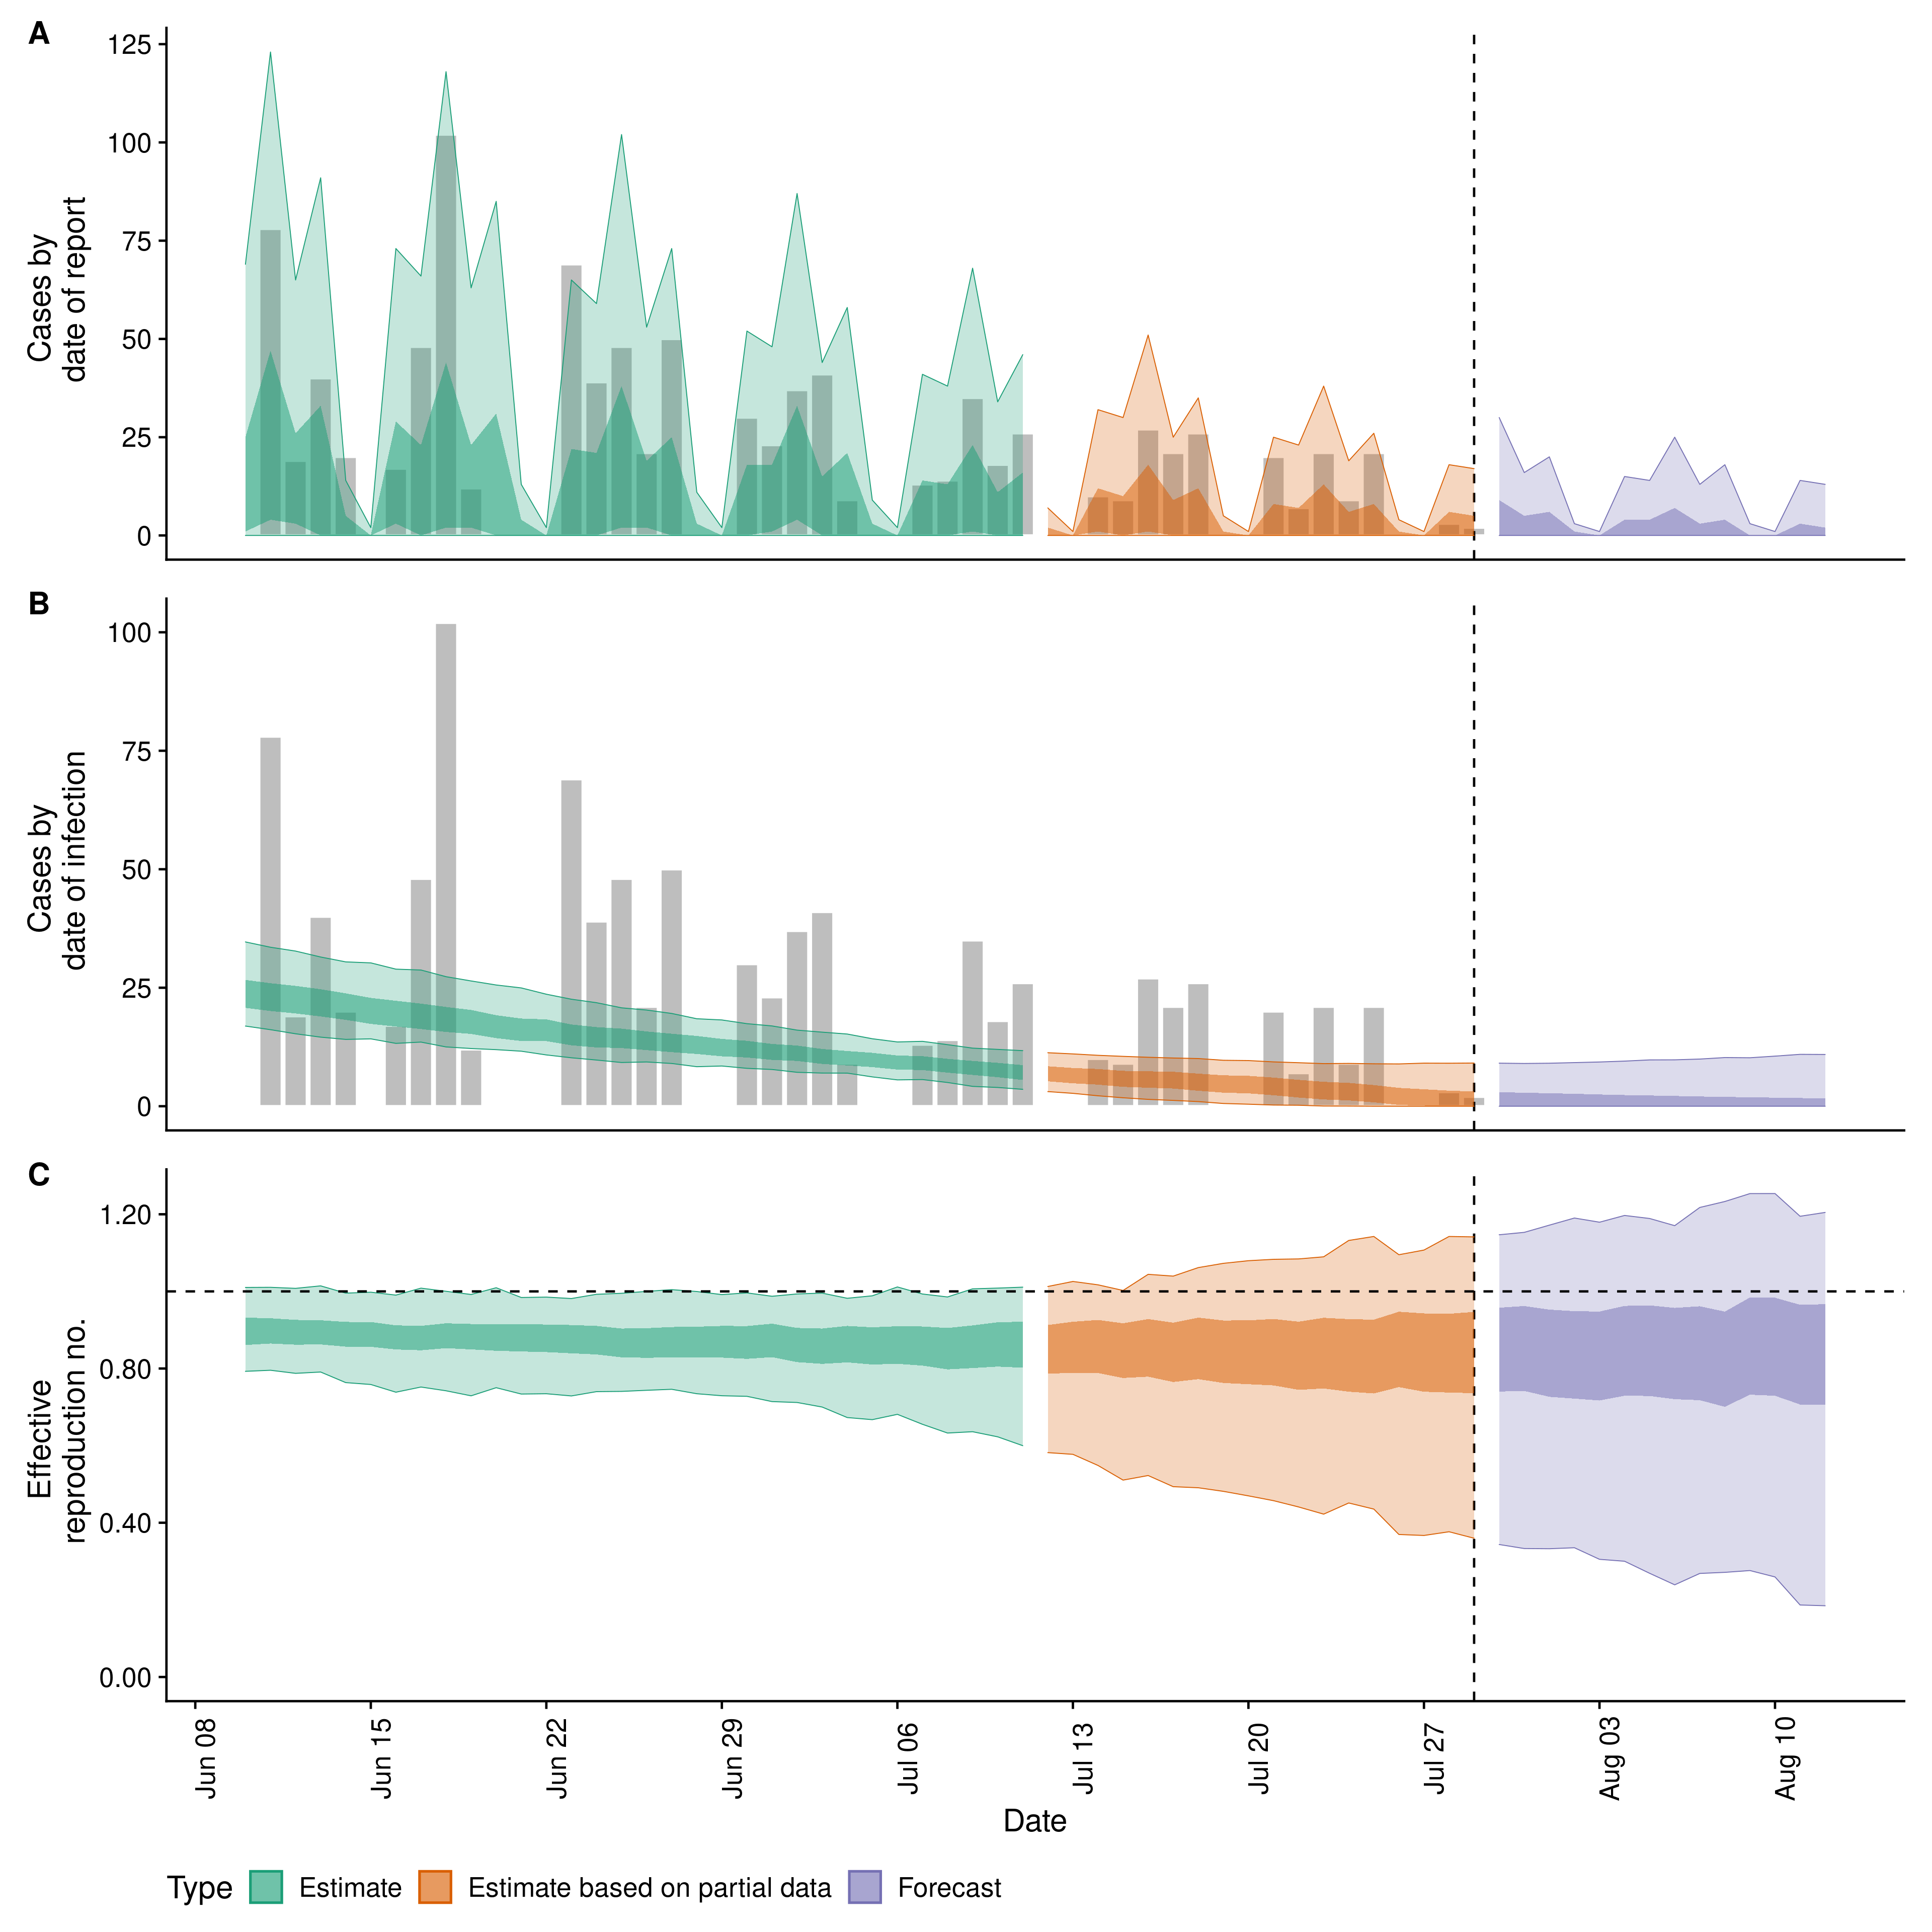 A
Cases by
date of report
125
100
75
50
25
0
B
Cases by
date of infection
100
75
50
25
0
C
Effective
reproduction no.
1.20
0.80
0.40
0.00
Jun 08
Jun 15
Jun 22
Jun 29
Jul 06
Jul 13
Jul 20
Jul 27
Aug 03
Aug 10
Date
Type Estimate Estimate based on partial data Forecast